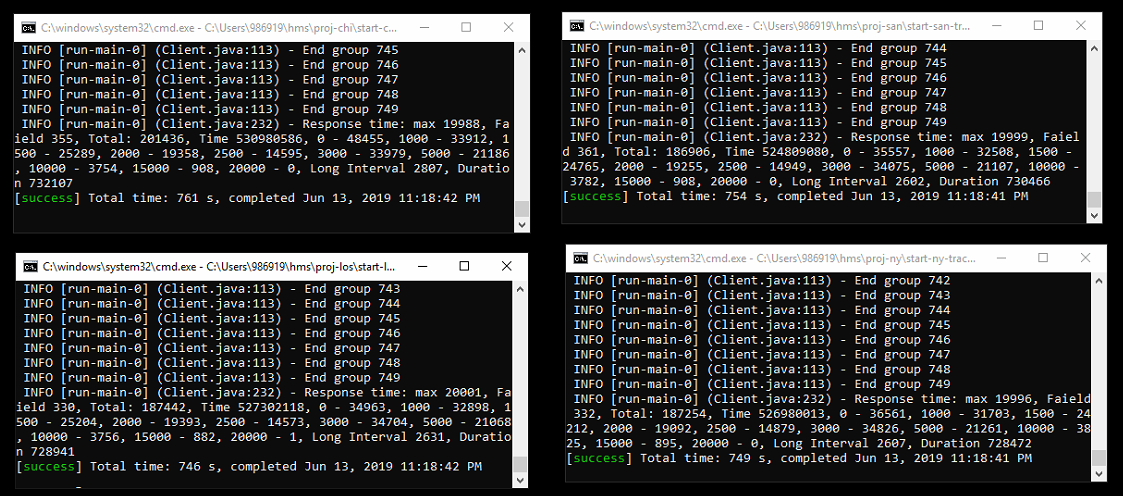 C:\windows\system32\cmd.exe - C:\Users\986919\hms\proj-chi\start-c...
INFO [run-main-0] (Client.java:113) - End group 745
INFO [run-main-0] (Client.java:113) - End group 746
INFO [run-main-0] (Client.java:113) - End group 747
INFO [run-main-0] (Client.java:113) - End group 748
INFO [run-main-0] (Client.java:113) - End group 749
INFO [run-main-0] (Client.java:232) - Response time: max 19988, Fa
ield 355, Total: 201436, Time 530980586, 0 - 48455, 1000 - 33912, 1
500 - 25289, 2000 - 19358, 2500 - 14595, 3000 - 33979, 5000 - 21186
, 10000 - 3754, 15000 - 908, 20000 - 0, Long Interval 2807, Duratio
n 732107
[success] Total time: 761 s, completed Jun 13, 2019 11:18:42 PM
C:\windows\system32\cmd.exe - C:\Users\986919\hms\proj-san\start-san-tr...
INFO [run-main-0] (Client.java:113) - End group 744
INFO [run-main-0] (Client.java:113) - End group 745
INFO [run-main-0] (Client.java:113) - End group 746
INFO [run-main-0] (Client.java:113) - End group 747
INFO [run-main-0] (Client.java:113) - End group 748
INFO [run-main-0] (Client.java:113) - End group 749
INFO [run-main-0] (Client.java:232) - Response time: max 19999, Faiel
d 361, Total: 186906, Time 524809080, 0 - 35557, 1000 - 32508, 1500 -
24765, 2000 - 19255, 2500 - 14949, 3000 - 34075, 5000 - 21107, 10000 -
3782, 15000 - 908, 20000 - 0, Long Interval 2602, Duration 730466
[success] Total time: 754 s, completed Jun 13, 2019 11:18:41 PM
C:\windows\system32\cmd.exe - C:\Users\986919\hms\proj-los\start-l...
INFO [run-main-0] (Client.java:113) - End group 743
INFO [run-main-0] (Client.java:113) - End group 744
INFO [run-main-0] (Client.java:113) - End group 745
INFO [run-main-0] (Client.java:113) - End group 746
INFO [run-main-0] (Client.java:113) - End group 747
INFO [run-main-0] (Client.java:113) - End group 748
INFO [run-main-0] (Client.java:113) - End group 749
INFO [run-main-0] (Client.java:232) - Response time: max 20001, Fa
ield 330, Total: 187442, Time 527302118, 0 - 34963, 1000 - 32898, 1
500 - 25204, 2000 - 19393, 2500 - 14573, 3000 - 34704, 5000 - 21068
, 10000 - 3756, 15000 - 882, 20000 - 1, Long Interval 2631, Duratio
n 728941
[success] Total time: 746 s, completed Jun 13, 2019 11:18:42 PM
C:\windows\system32\cmd.exe - C:\Users\986919\hms\proj-ny\start-ny-trac...
INFO [run-main-0] (Client.java:113) - End group 742
INFO [run-main-0] (Client.java:113) - End group 743
INFO [run-main-0] (Client.java:113) - End group 744
INFO [run-main-0] (Client.java:113) - End group 745
INFO [run-main-0] (Client.java:113) - End group 746
INFO [run-main-0] (Client.java:113) - End group 747
INFO [run-main-0] (Client.java:113) - End group 748
INFO [run-main-0] (Client.java:113) - End group 749
INFO [run-main-0] (Client.java:232) - Response time: max 19996, Faield
332, Total: 187254, Time 526980013, 0 - 36561, 1000 - 31703, 1500 - 24
212, 2000 - 19092, 2500 - 14879, 3000 - 34826, 5000 - 21261, 10000 - 38
25, 15000 - 895, 20000 - 0, Long Interval 2607, Duration 728472
[success] Total time: 749 s, completed Jun 13, 2019 11:18:41 PM